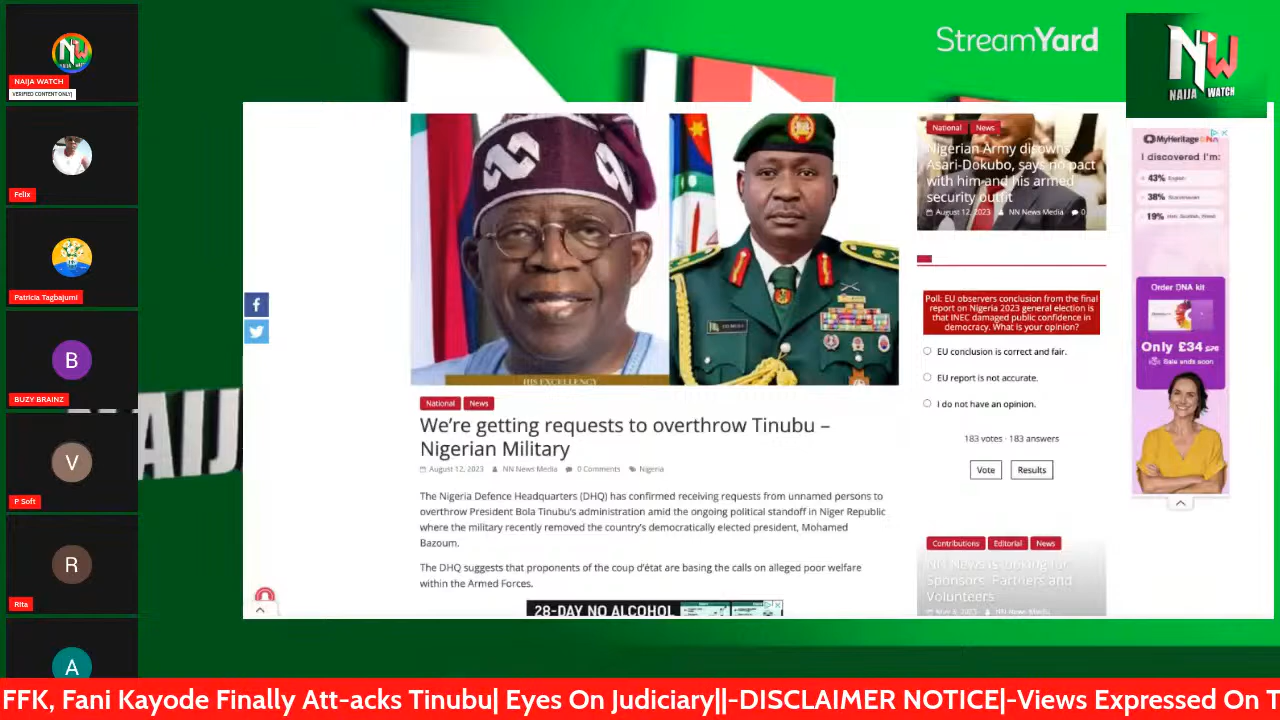 NAIJA WATCH
VERIFIED CONTENT ONLY|
Felix
Patricia Tagbajumi
B
BUZY BRAINZ
V
P Soft
R
Rita
A
StreamYard
NW
NAIJA WATCH
HIS EXCELLENCY
National News
We're getting requests to overthrow Tinubu –
Nigerian Military
August 12, 2023 NN News Media 0 Comments Nigeria
The Nigeria Defence Headquarters (DHQ) has confirmed receiving requests from unnamed persons to
overthrow President Bola Tinubu's administration amid the ongoing political standoff in Niger Republic
where the military recently removed the country's democratically elected president, Mohamed
Bazoum.
The DHQ suggests that proponents of the coup d'état are basing the calls on alleged poor welfare
within the Armed Forces.
28-DAY NO ALCOHOL
National News
Nigerian Army disowns
Asari-Dokubo, says no pact
with him and his armed
security outfit
August 12, 2023 NN News Media 0
Poll: EU observers conclusion from the final
report on Nigeria 2023 general election is
that INEC damaged public confidence in
democracy. What is your opinion?
EU conclusion is correct and fair.
EU report is not accurate.
I do not have an opinion.
183 votes · 183 answers
Vote Results
Contributions Editorial News
NN News is looking for
Sponsors, Partners and
Volunteers
NN News Media
MyHeritage DNA
I discovered I'm:
43%
38%
19%
Order DNA kit
Only £34
Sale ends soon
FFK, Fani Kayode Finally Att-acks Tinubu| Eyes On Judiciary||-DISCLAIMER NOTICE|-Views Expressed On T